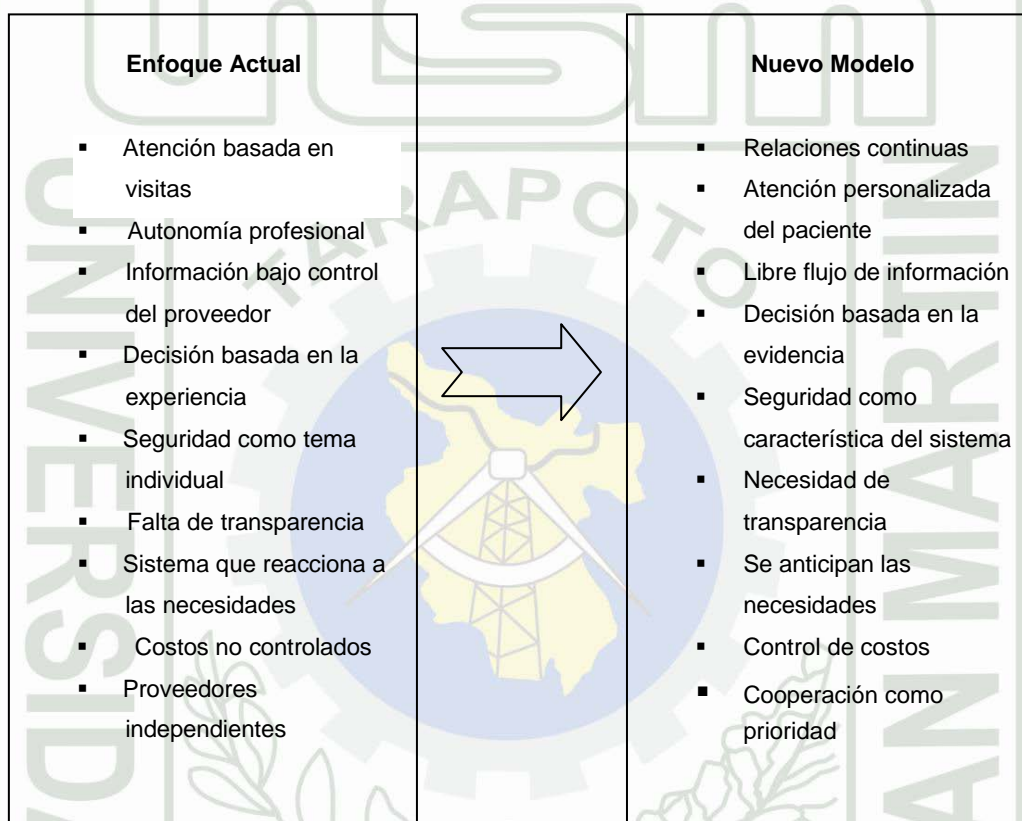 Enfoque Actual
▪ Atención basada en
visitas
▪ Autonomía profesional
▪ Información bajo control
del proveedor
▪ Decisión basada en la
experiencia
▪ Seguridad como tema
individual
▪ Falta de transparencia
▪ Sistema que reacciona a
las necesidades
▪ Costos no controlados
▪ Proveedores
independientes
Nuevo Modelo
▪ Relaciones continuas
▪ Atención personalizada
del paciente
▪ Libre flujo de información
▪ Decisión basada en la
evidencia
▪ Seguridad como
característica del sistema
▪ Necesidad de
transparencia
▪ Se anticipan las
necesidades
▪ Control de costos
▪ Cooperación como
prioridad
TARAPOTO
UNIVERSIDA
AN MARTIN